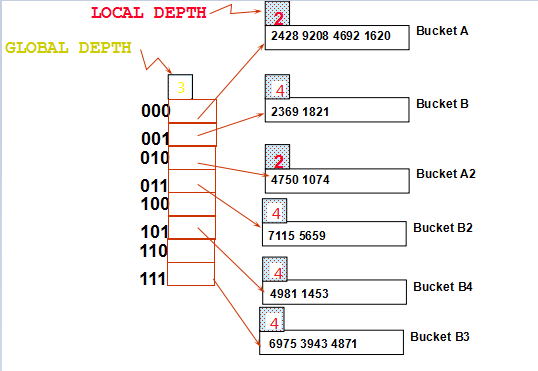 LOCAL DEPTH
2
2428 9208 4692 1620
Bucket A
GLOBAL DEPTH
3
4
2369 1821
Bucket B
000
001
010
011
100
101
110
111
2
4750 1074
Bucket A2
4
7115 5659
Bucket B2
4
4981 1453
Bucket B4
4
6975 3943 4871
Bucket B3